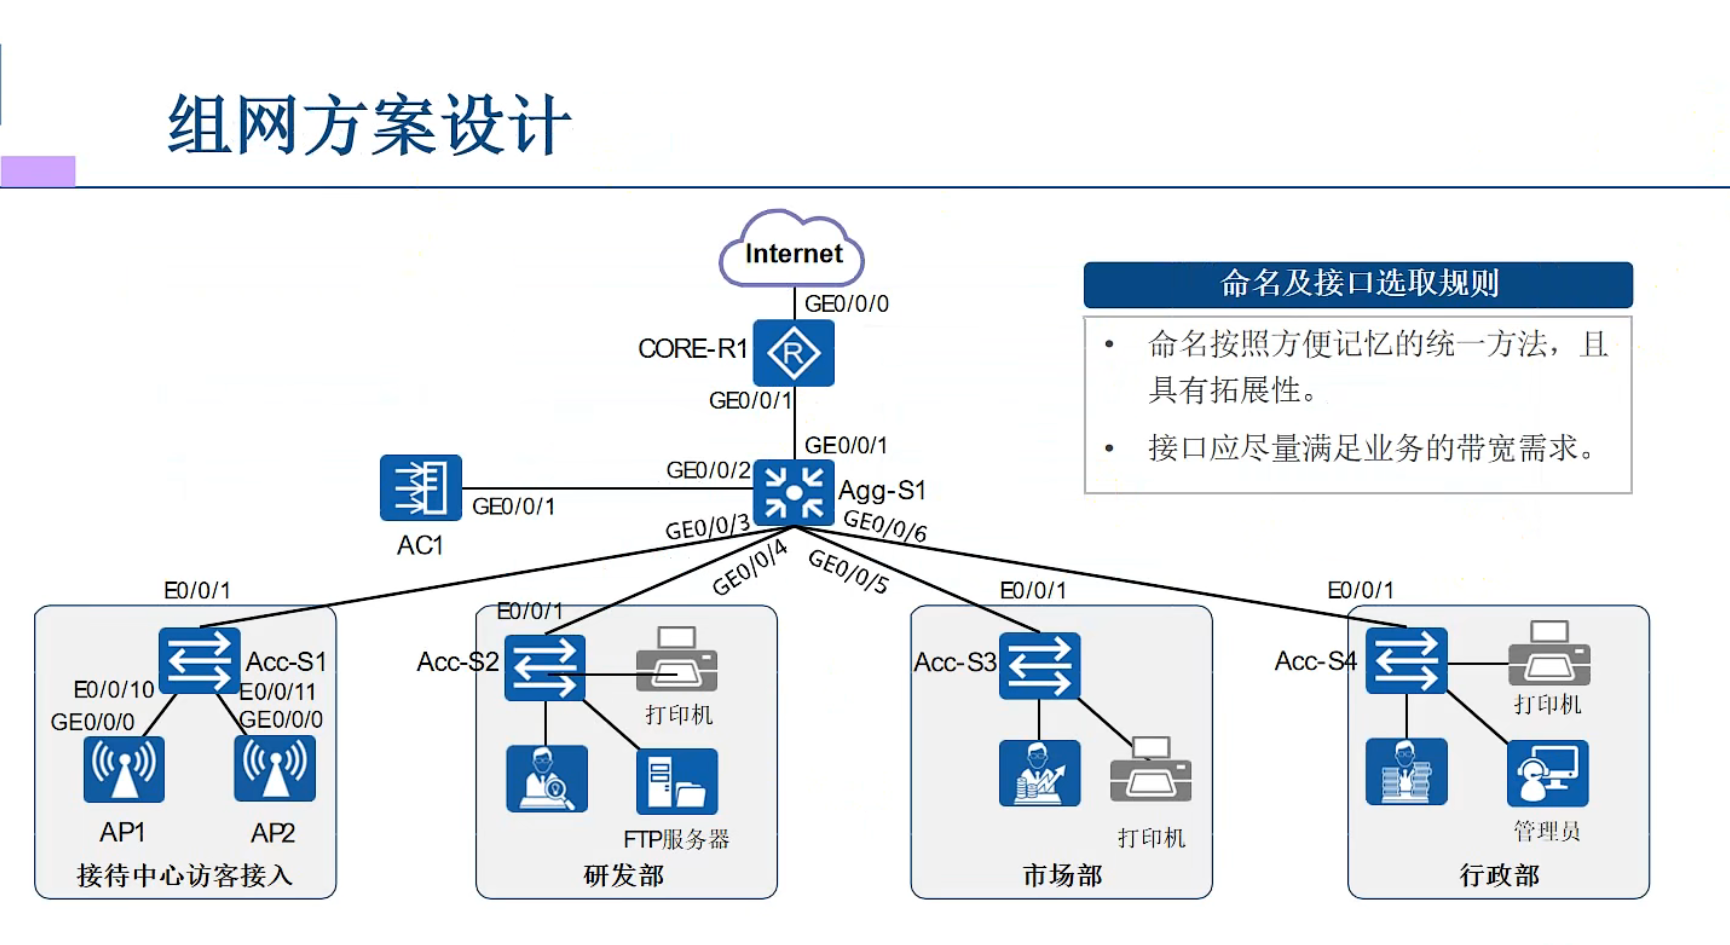 组网方案设计
Internet
GE0/0/0
CORE-R1
GE0/0/1
GE0/0/1
命名及接口选取规则
• 命名按照方便记忆的统一方法，且
具有拓展性。
• 接口应尽量满足业务的带宽需求。
GE0/0/2
GE0/0/1
AC1
Agg-S1
GE0/0/3
GE0/0/4
GE0/0/5
GE0/0/6
E0/0/1
Acc-S1
E0/0/10
E0/0/11
GE0/0/0
GE0/0/0
AP1
AP2
接待中心访客接入
E0/0/1
Acc-S2
打印机
FTP服务器
研发部
E0/0/1
Acc-S3
打印机
市场部
E0/0/1
Acc-S4
打印机
管理员
行政部